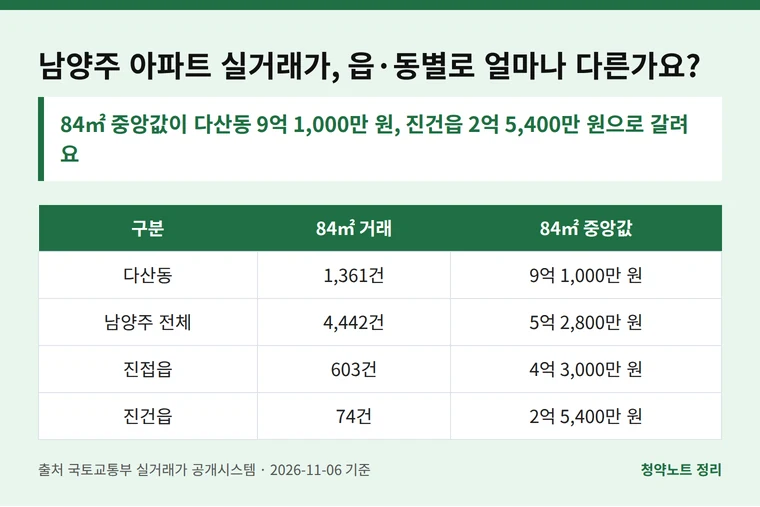 남양주 아파트 실거래가, 읍·동별로 얼마나 다른가요?
84㎡ 중앙값이 다산동 9억 1,000만 원, 진건읍 2억 5,400만 원으로 갈려
요
구분 84㎡ 거래 84㎡ 중앙값
다산동 1,361건 9억 1,000만 원
남양주 전체 4,442건 5억 2,800만 원
진접읍 603건 4억 3,000만 원
진건읍 74건 2억 5,400만 원
출처 국토교통부 실거래가 공개시스템 · 2026-11-06 기준 청약노트 정리